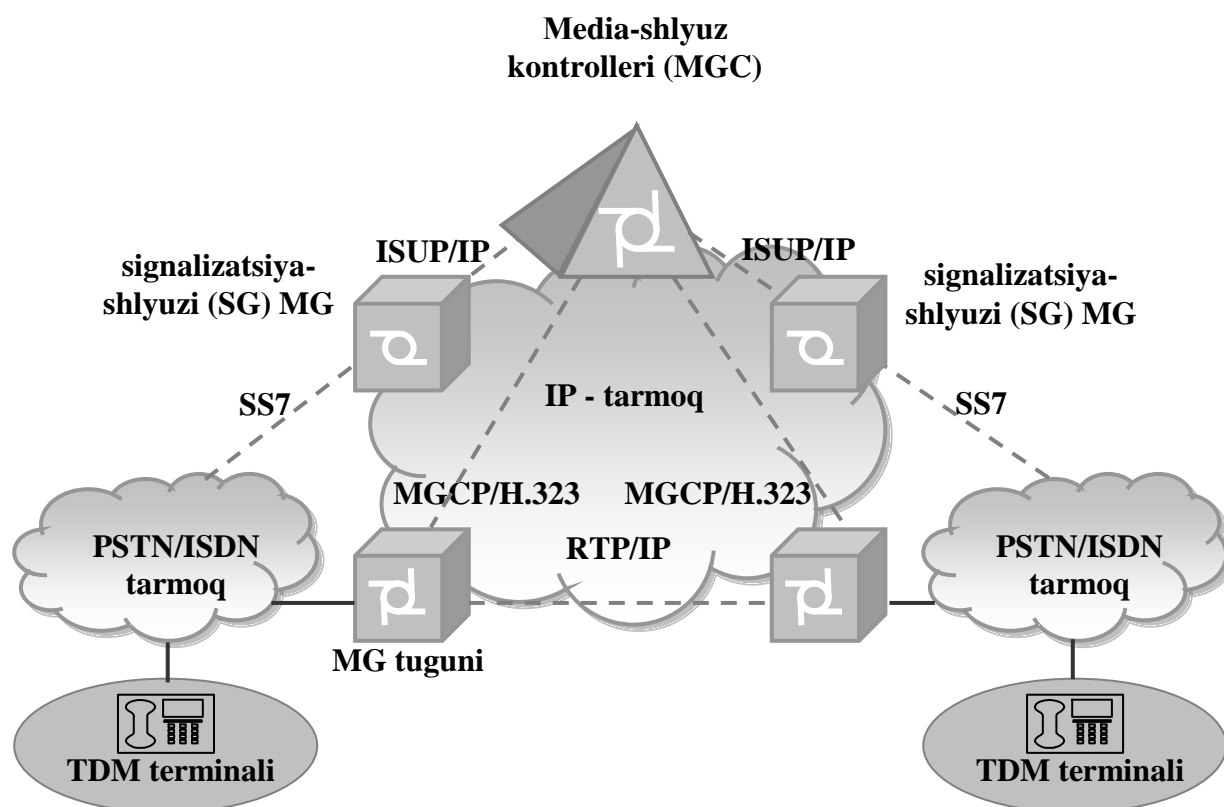 Media-shlyuz
kontrolleri (MGC)
ISUP/IP
ISUP/IP
signalizatsiya-
shlyuzi (SG) MG
signalizatsiya-
shlyuzi (SG) MG
IP - tarmoq
SS7
SS7
MGCP/H.323
MGCP/H.323
PSTN/ISDN
tarmoq
RTP/IP
PSTN/ISDN
tarmoq
MG tuguni
TDM terminali
TDM terminali